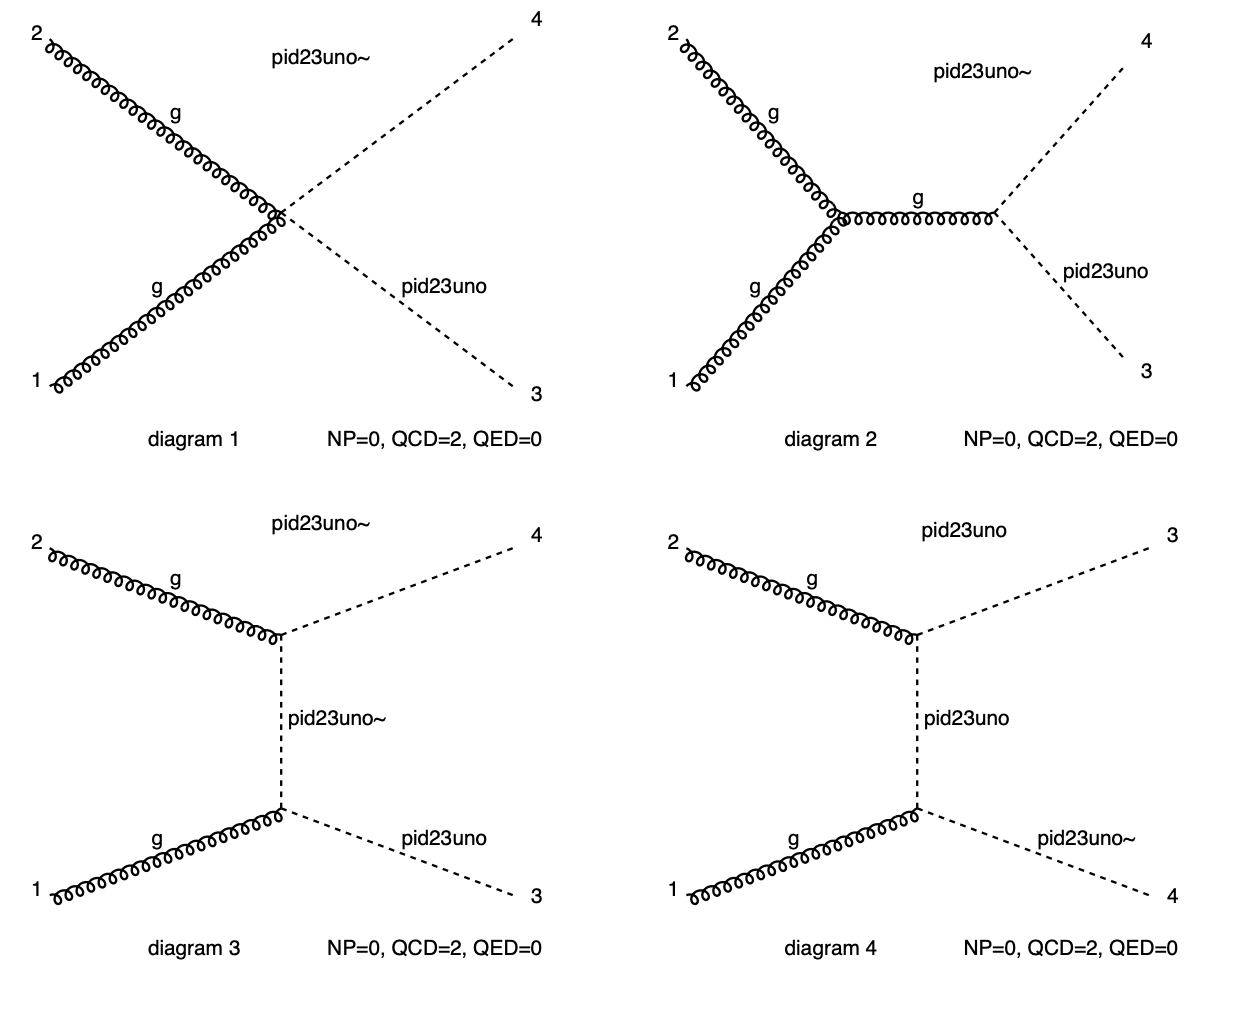 2
pid23uno~
4
g
g
pid23uno
1
3
diagram 1 NP=0, QCD=2, QED=0
2
pid23uno~
4
g
g
g
pid23uno
1
3
diagram 2 NP=0, QCD=2, QED=0
2
pid23uno~
4
g
pid23uno~
g
pid23uno
1
3
diagram 3 NP=0, QCD=2, QED=0
2
pid23uno
3
g
pid23uno
g
pid23uno~
1
4
diagram 4 NP=0, QCD=2, QED=0